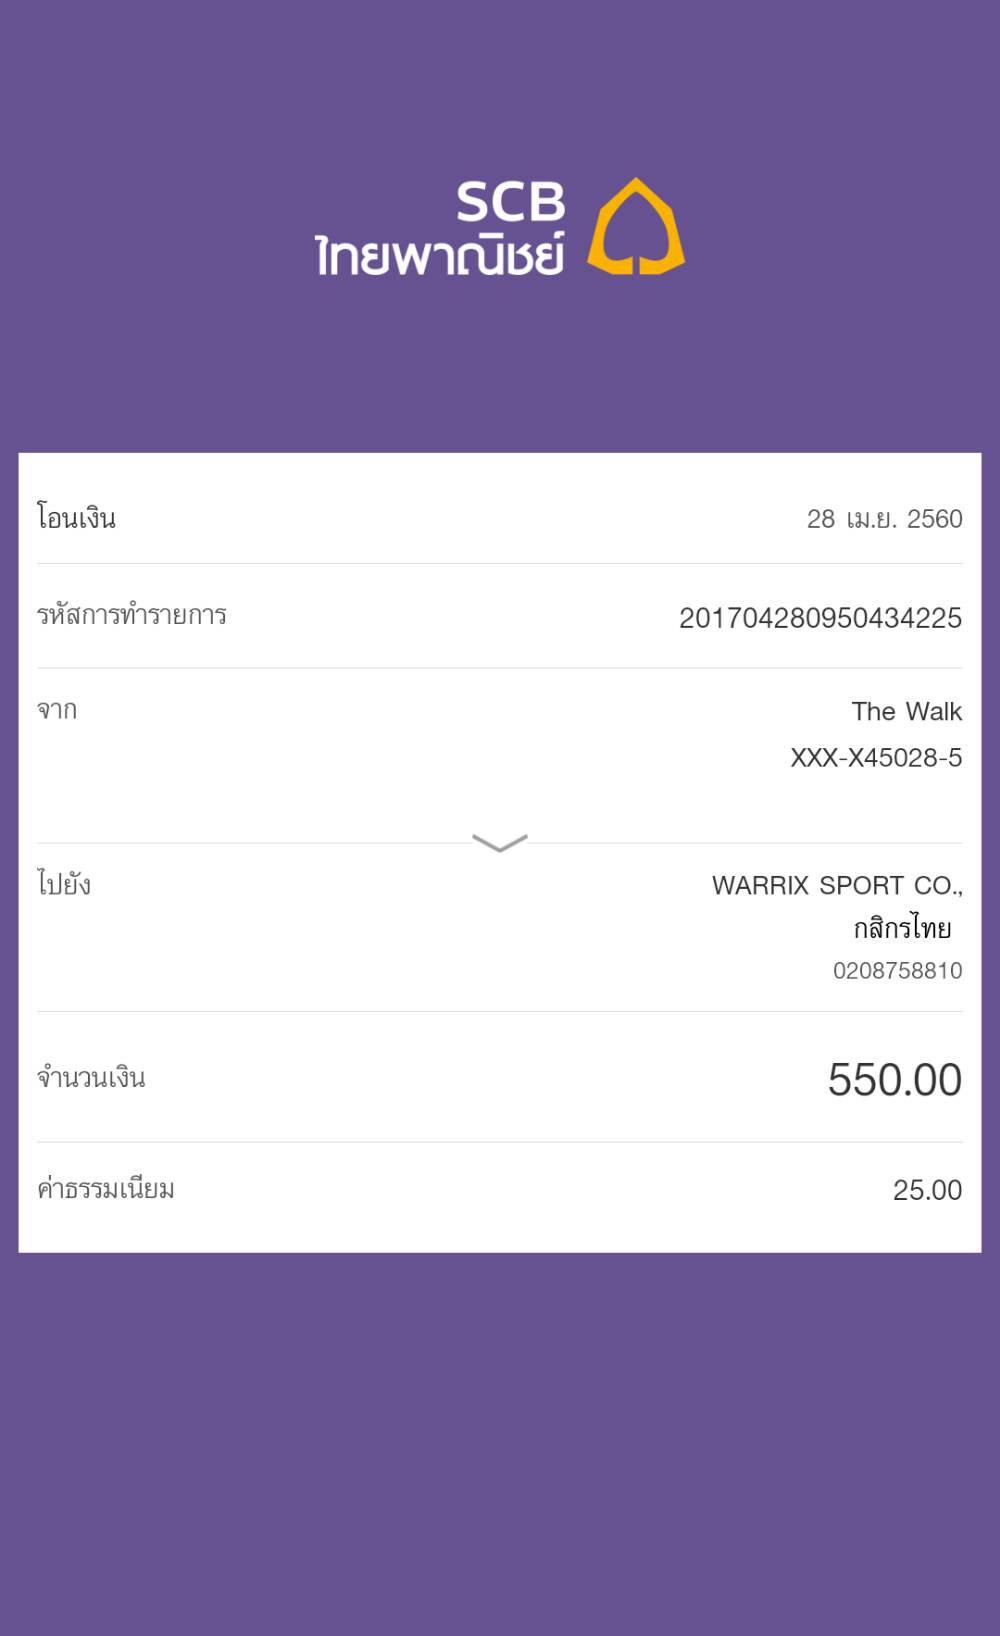 SCB
ไทยพาณิชย์
โอนเงิน 28 เม.ย. 2560
รหัสการทำรายการ 201704280950434225
จาก The Walk
XXX-X45028-5
ไปยัง WARRIX SPORT CO.,
กสิกรไทย
0208758810
จำนวนเงิน 550.00
ค่าธรรมเนียม 25.00